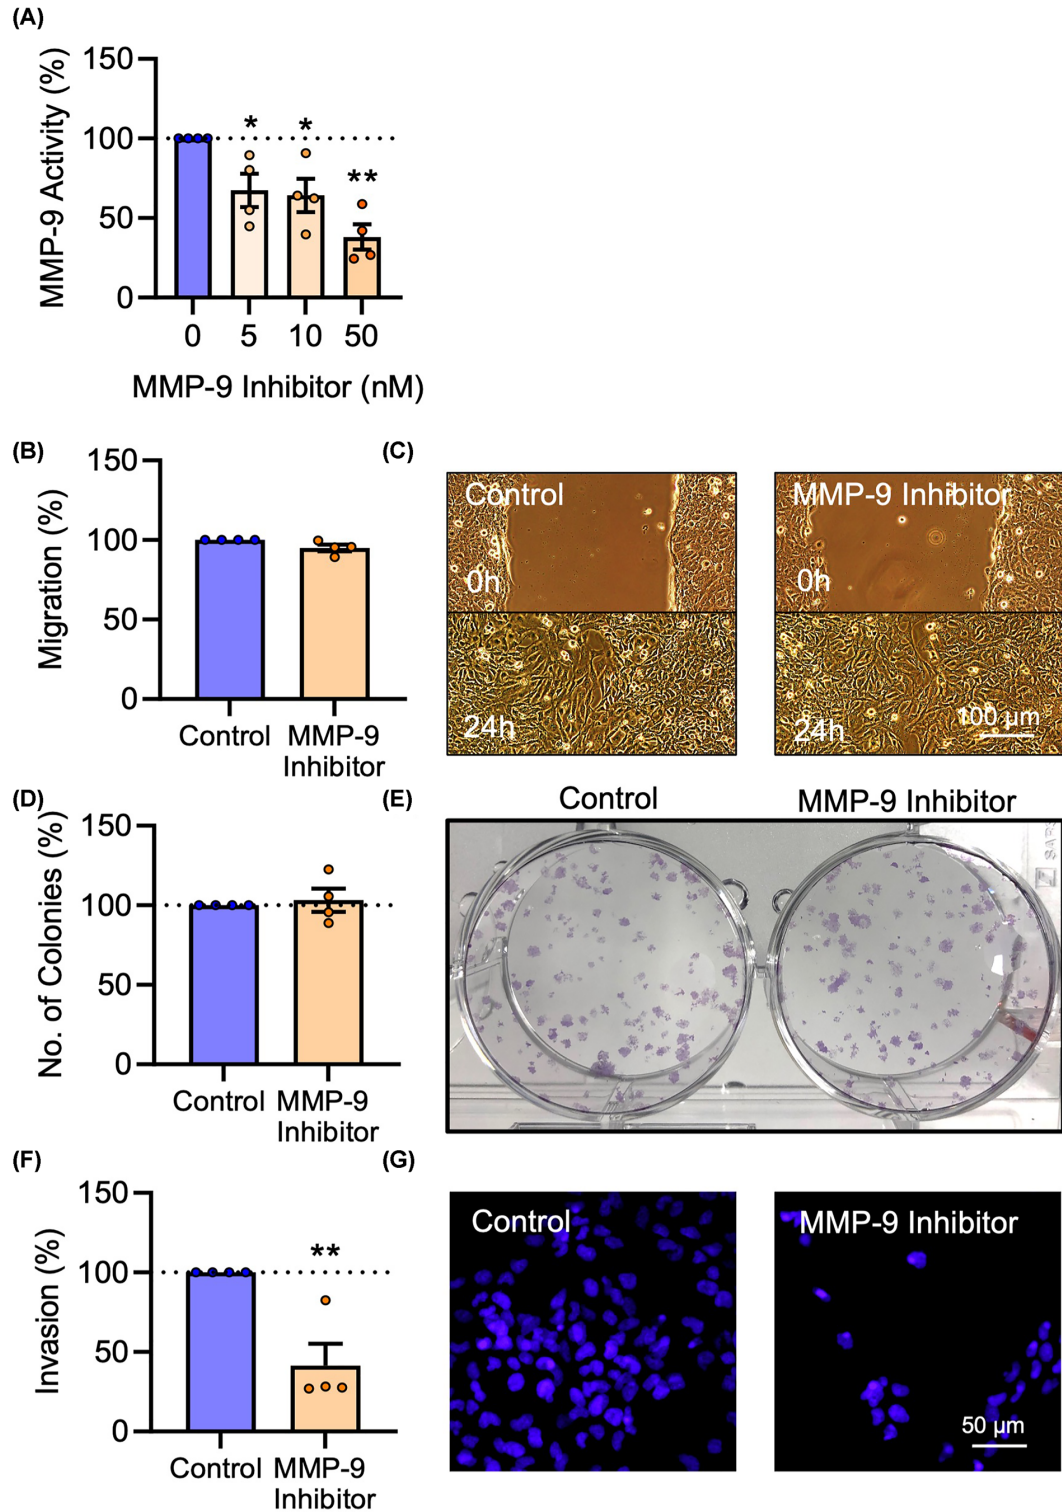 (A)
MMP-9 Activity (%)
150
100
50
0
*
*
**
0 5 10 50
MMP-9 Inhibitor (nM)
(B)
Migration (%)
150
100
50
0
Control
MMP-9
Inhibitor
(C)
Control
0h
24h
MMP-9 Inhibitor
0h
24h
100 µm
(D)
No. of Colonies (%)
150
100
50
0
Control
MMP-9
Inhibitor
(E)
Control
MMP-9 Inhibitor
(F)
Invasion (%)
150
100
50
0
**
Control
MMP-9
Inhibitor
(G)
Control
MMP-9 Inhibitor
50 µm